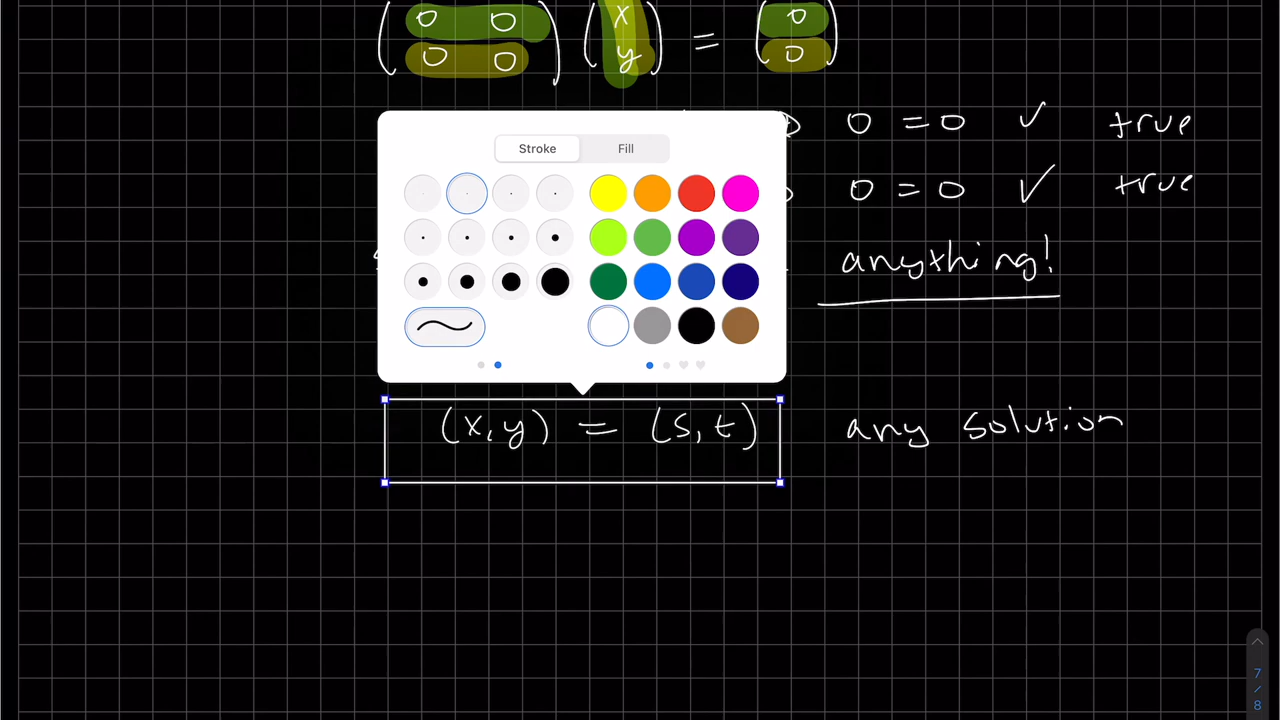 ( 0 0 ) ( x ) = ( 0 )
( 0 0 ) ( y ) ( 0 )
0 = 0 ✓ true
Stroke Fill
0 = 0 ✓ true
anything!
(x,y) = (s,t) any solution
7
/
8